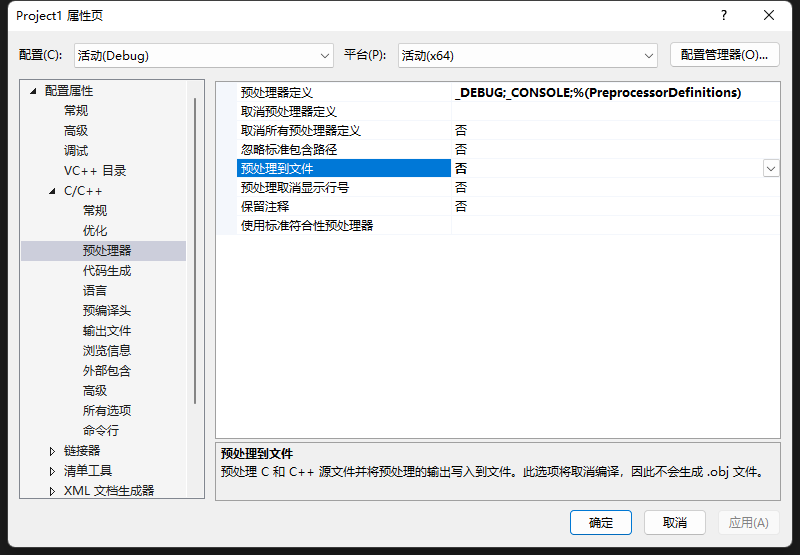 Project1 属性页
配置(C): 活动(Debug) 平台(P): 活动(x64) 配置管理器(O)...
配置属性
常规
高级
调试
VC++ 目录
C/C++
常规
优化
预处理器
代码生成
语言
预编译头
输出文件
浏览信息
外部包含
高级
所有选项
命令行
链接器
清单工具
XML 文档生成器
预处理器定义 _DEBUG;_CONSOLE;%(PreprocessorDefinitions)
取消预处理器定义
取消所有预处理器定义 否
忽略标准包含路径 否
预处理到文件 否
预处理取消显示行号 否
保留注释 否
使用标准符合性预处理器
预处理到文件
预处理 C 和 C++ 源文件并将预处理的输出写入到文件。此选项将取消编译，因此不会生成 .obj 文件。
确定 取消 应用(A)